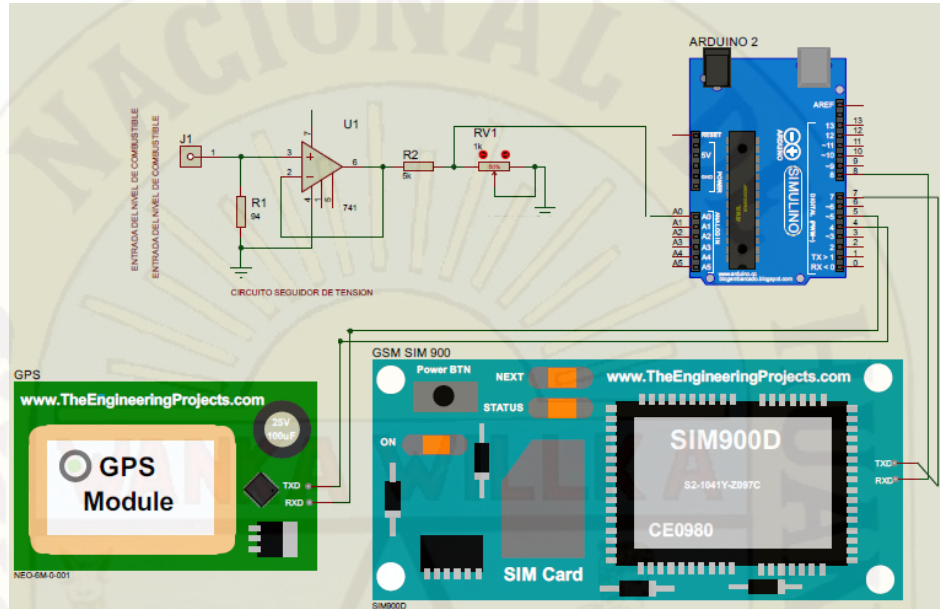 NACIONAL
ARDUINO 2
AREF
RESET
5V
GND
POWER
13
12
~11
~10
~9
8
7
~6
~5
4
~3
2
TX > 1
RX < 0
13
12
11
10
9
8
7
6
5
4
3
2
1
0
DIGITAL (PWM~)
ARDUINO
SIMULINO
ANALOG IN
A0
A1
A2
A3
A4
A5
A0
A1
A2
A3
A4
A5
ENTRADA DEL NIVEL DE COMBUSTIBLE
ENTRADA DEL NIVEL DE COMBUSTIBLE
J1
1
R1
94
U1
7
3
2
6
4
1
5
741
R2
5k
RV1
1k
50%
CIRCUITO SEGUIDOR DE TENSION
GPS
www.TheEngineeringProjects.com
25V
100uF
GPS
Module
TXD
RXD
NEO-6M-0-001
GSM SIM 900
Power BTN
NEXT
STATUS
ON
www.TheEngineeringProjects.com
SIM900D
S2-1041Y-Z097C
CE0980
SIM Card
TXD
RXD
SIM900D